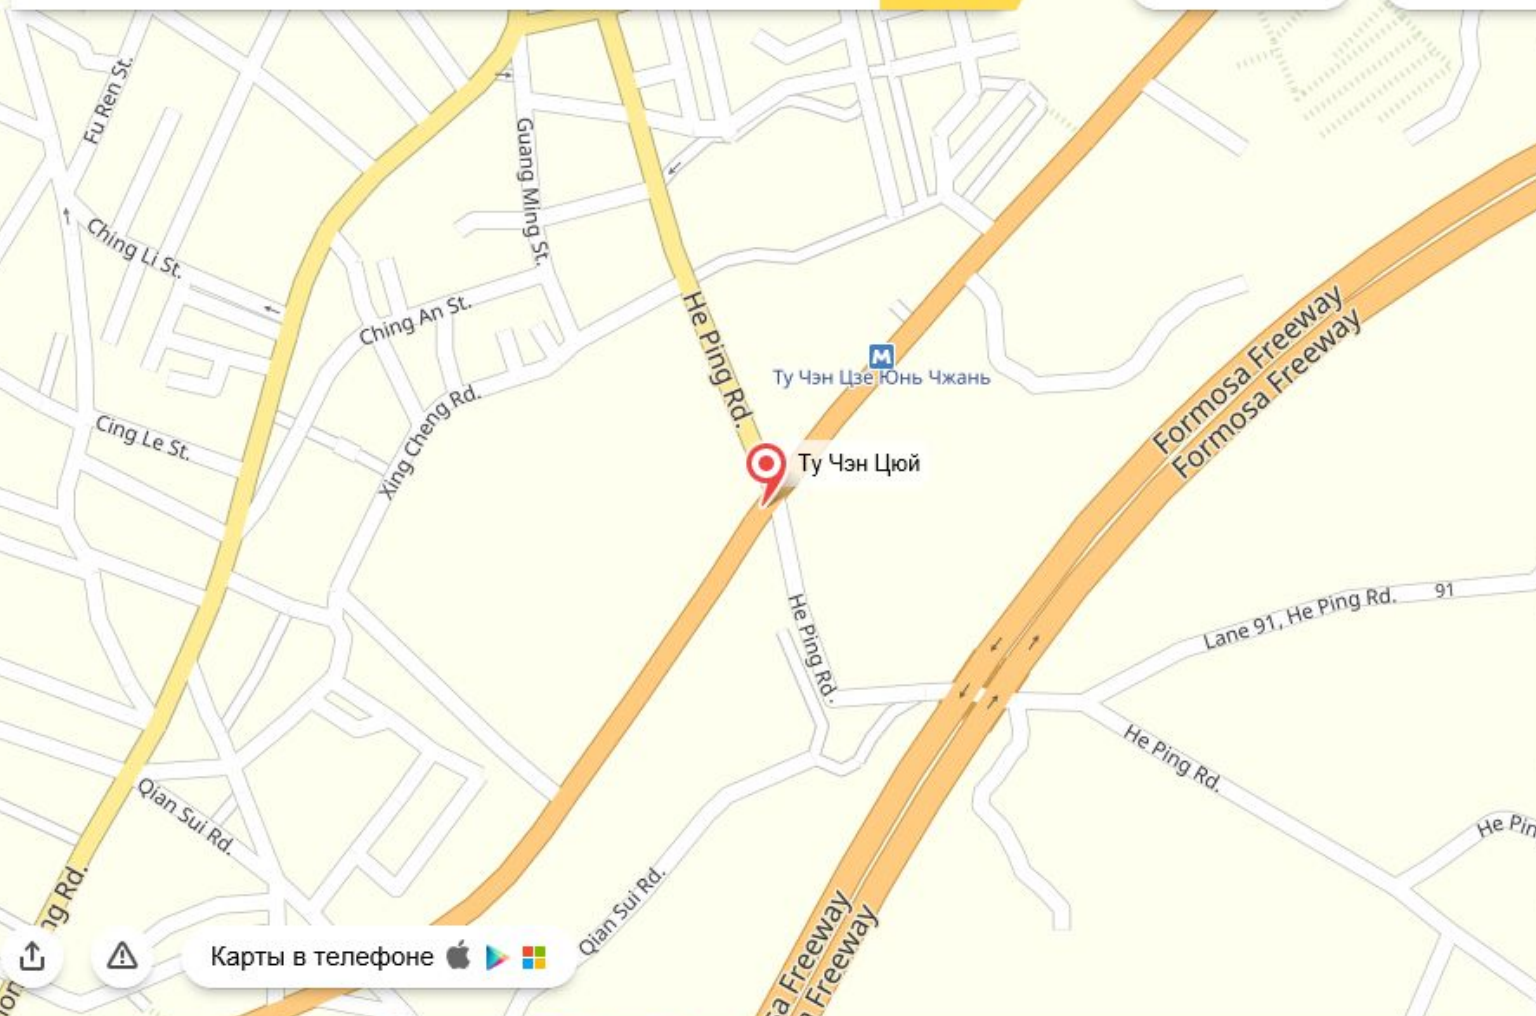 Fu Ren St.
Guang Ming St.
Ching Li St.
He Ping Rd.
Formosa Freeway
Ching An St.
Formosa Freeway
Ту Чэн Цзе Юнь Чжань
Xing Cheng Rd.
Cing Le St.
Ту Чэн Цюй
He Ping Rd.
Lane 91, He Ping Rd.
91
He Ping Rd.
Qian Sui Rd.
He Pin
ng Rd.
Qian Sui Rd.
Карты в телефоне
sa Freeway
a Freeway